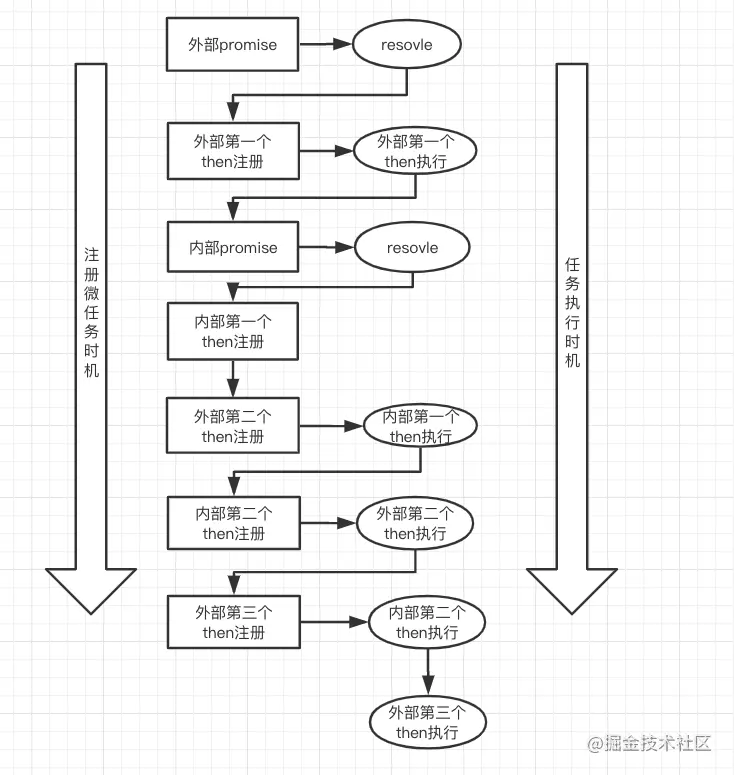 外部promise
resovle
外部第一个
then注册
外部第一个
then执行
内部promise
resovle
内部第一个
then注册
外部第二个
then注册
内部第一个
then执行
内部第二个
then注册
外部第二个
then执行
外部第三个
then注册
内部第二个
then执行
外部第三个
then执行
注册微任务时机
任务执行时机
@掘金技术社区